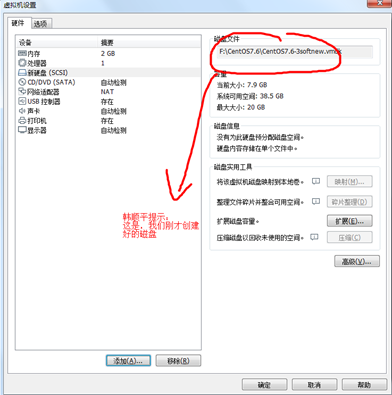 虚拟机设置
硬件 选项
设备 摘要
内存 2 GB
处理器 1
新硬盘 (SCSI)
CD/DVD (SATA) 自动检测
网络适配器 NAT
USB 控制器 存在
声卡 自动检测
打印机 存在
显示器 自动检测
韩顺平提示:
这是, 我们刚才创建
好的磁盘
添加(A)... 移除(R)
磁盘文件
F:\CentOS7.6\CentOS7.6-3softnew.vmdk
容量
当前大小: 7.9 GB
系统可用空间: 38.5 GB
最大大小: 20 GB
磁盘信息
没有为此硬盘预分配磁盘空间。
硬盘内容存储在单个文件中。
磁盘实用工具
将该虚拟机磁盘映射到本地卷。 映射(M)...
整理文件碎片并整合可用空间。 碎片整理(D)
扩展磁盘容量。 扩展(E)...
压缩磁盘以回收未使用的空间。 压缩(C)
高级(V)...
确定 取消 帮助